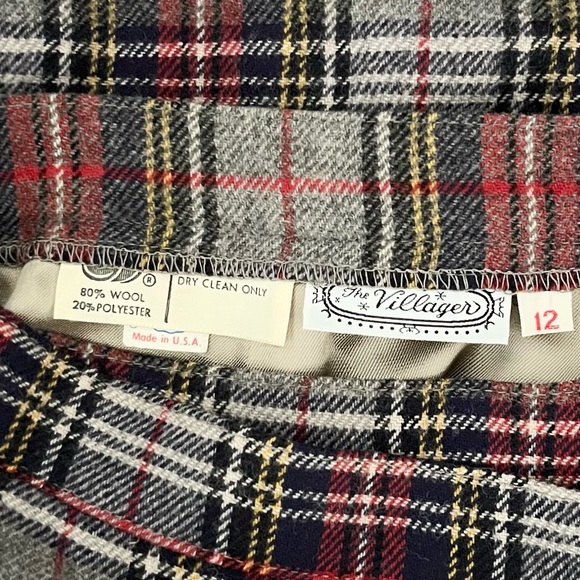 ®
80% WOOL
20% POLYESTER
DRY CLEAN ONLY
Made in U.S.A.
The Villager
12